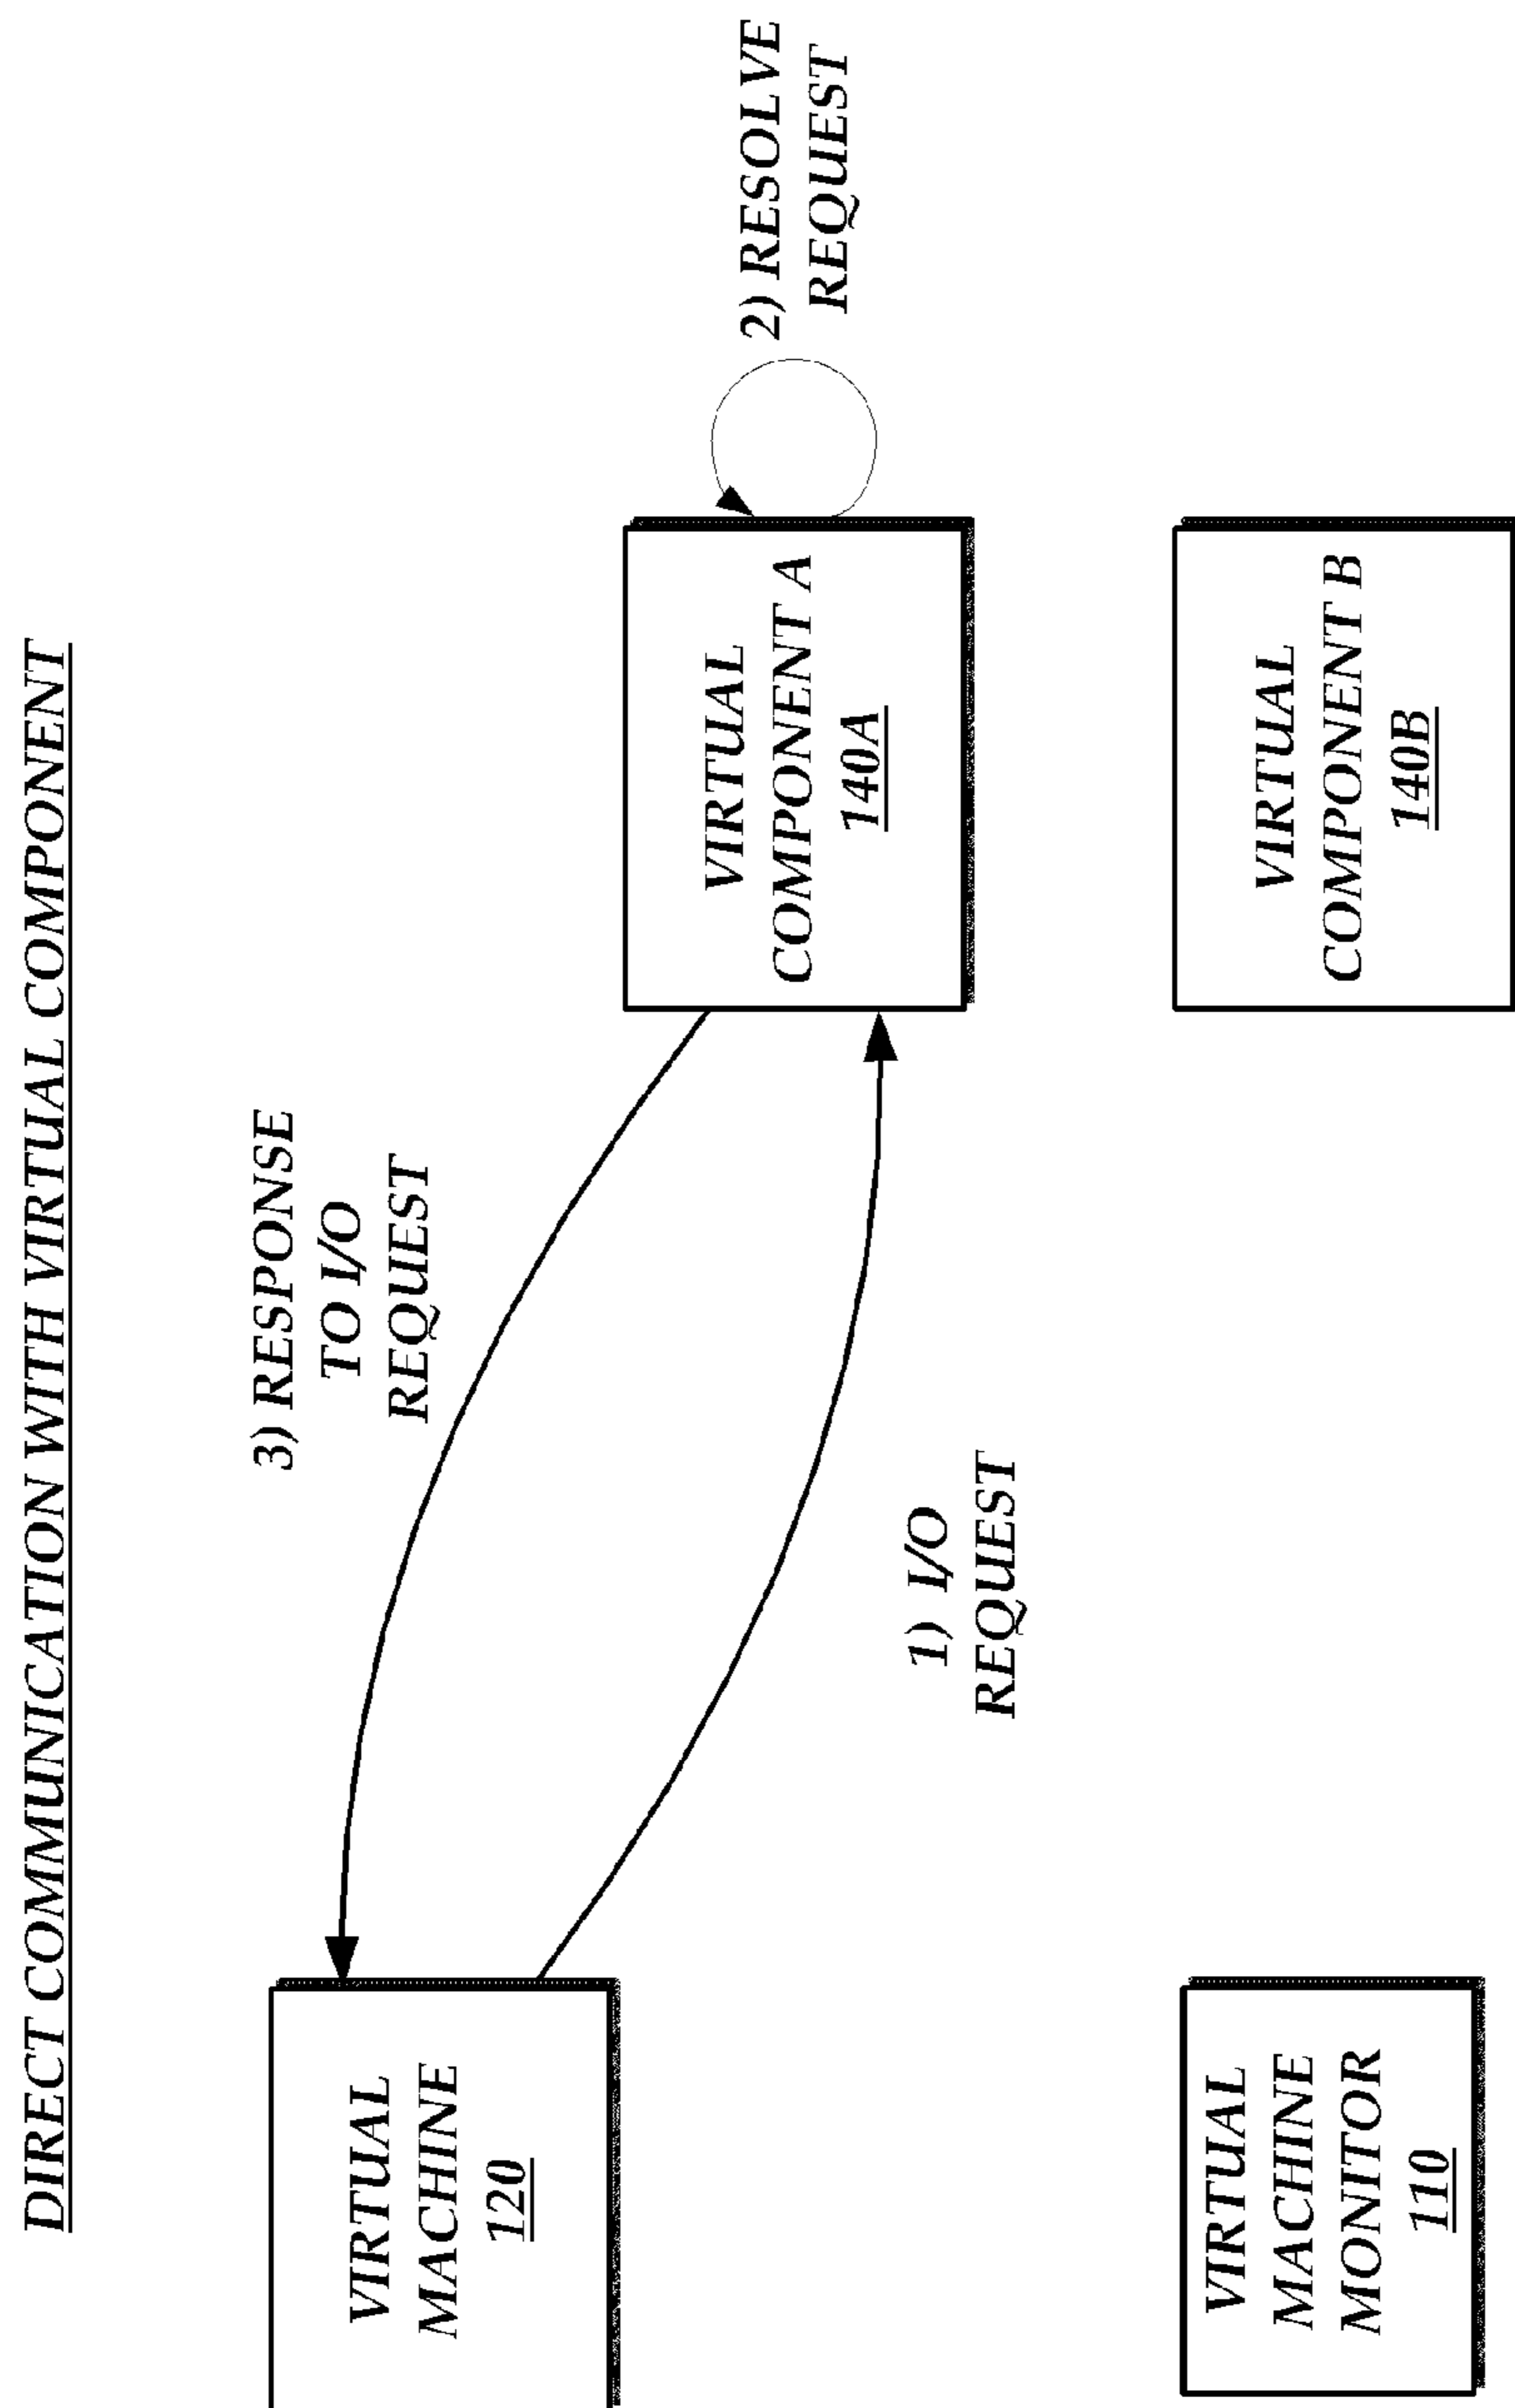 DIRECT COMMUNICATION WITH VIRTUAL COMPONENT
VIRTUAL
MACHINE
120
3) RESPONSE
TO I/O
REQUEST
1) I/O
REQUEST
VIRTUAL
COMPONENT A
140A
2) RESOLVE
REQUEST
VIRTUAL
MACHINE
MONITOR
110
VIRTUAL
COMPONENT B
140B